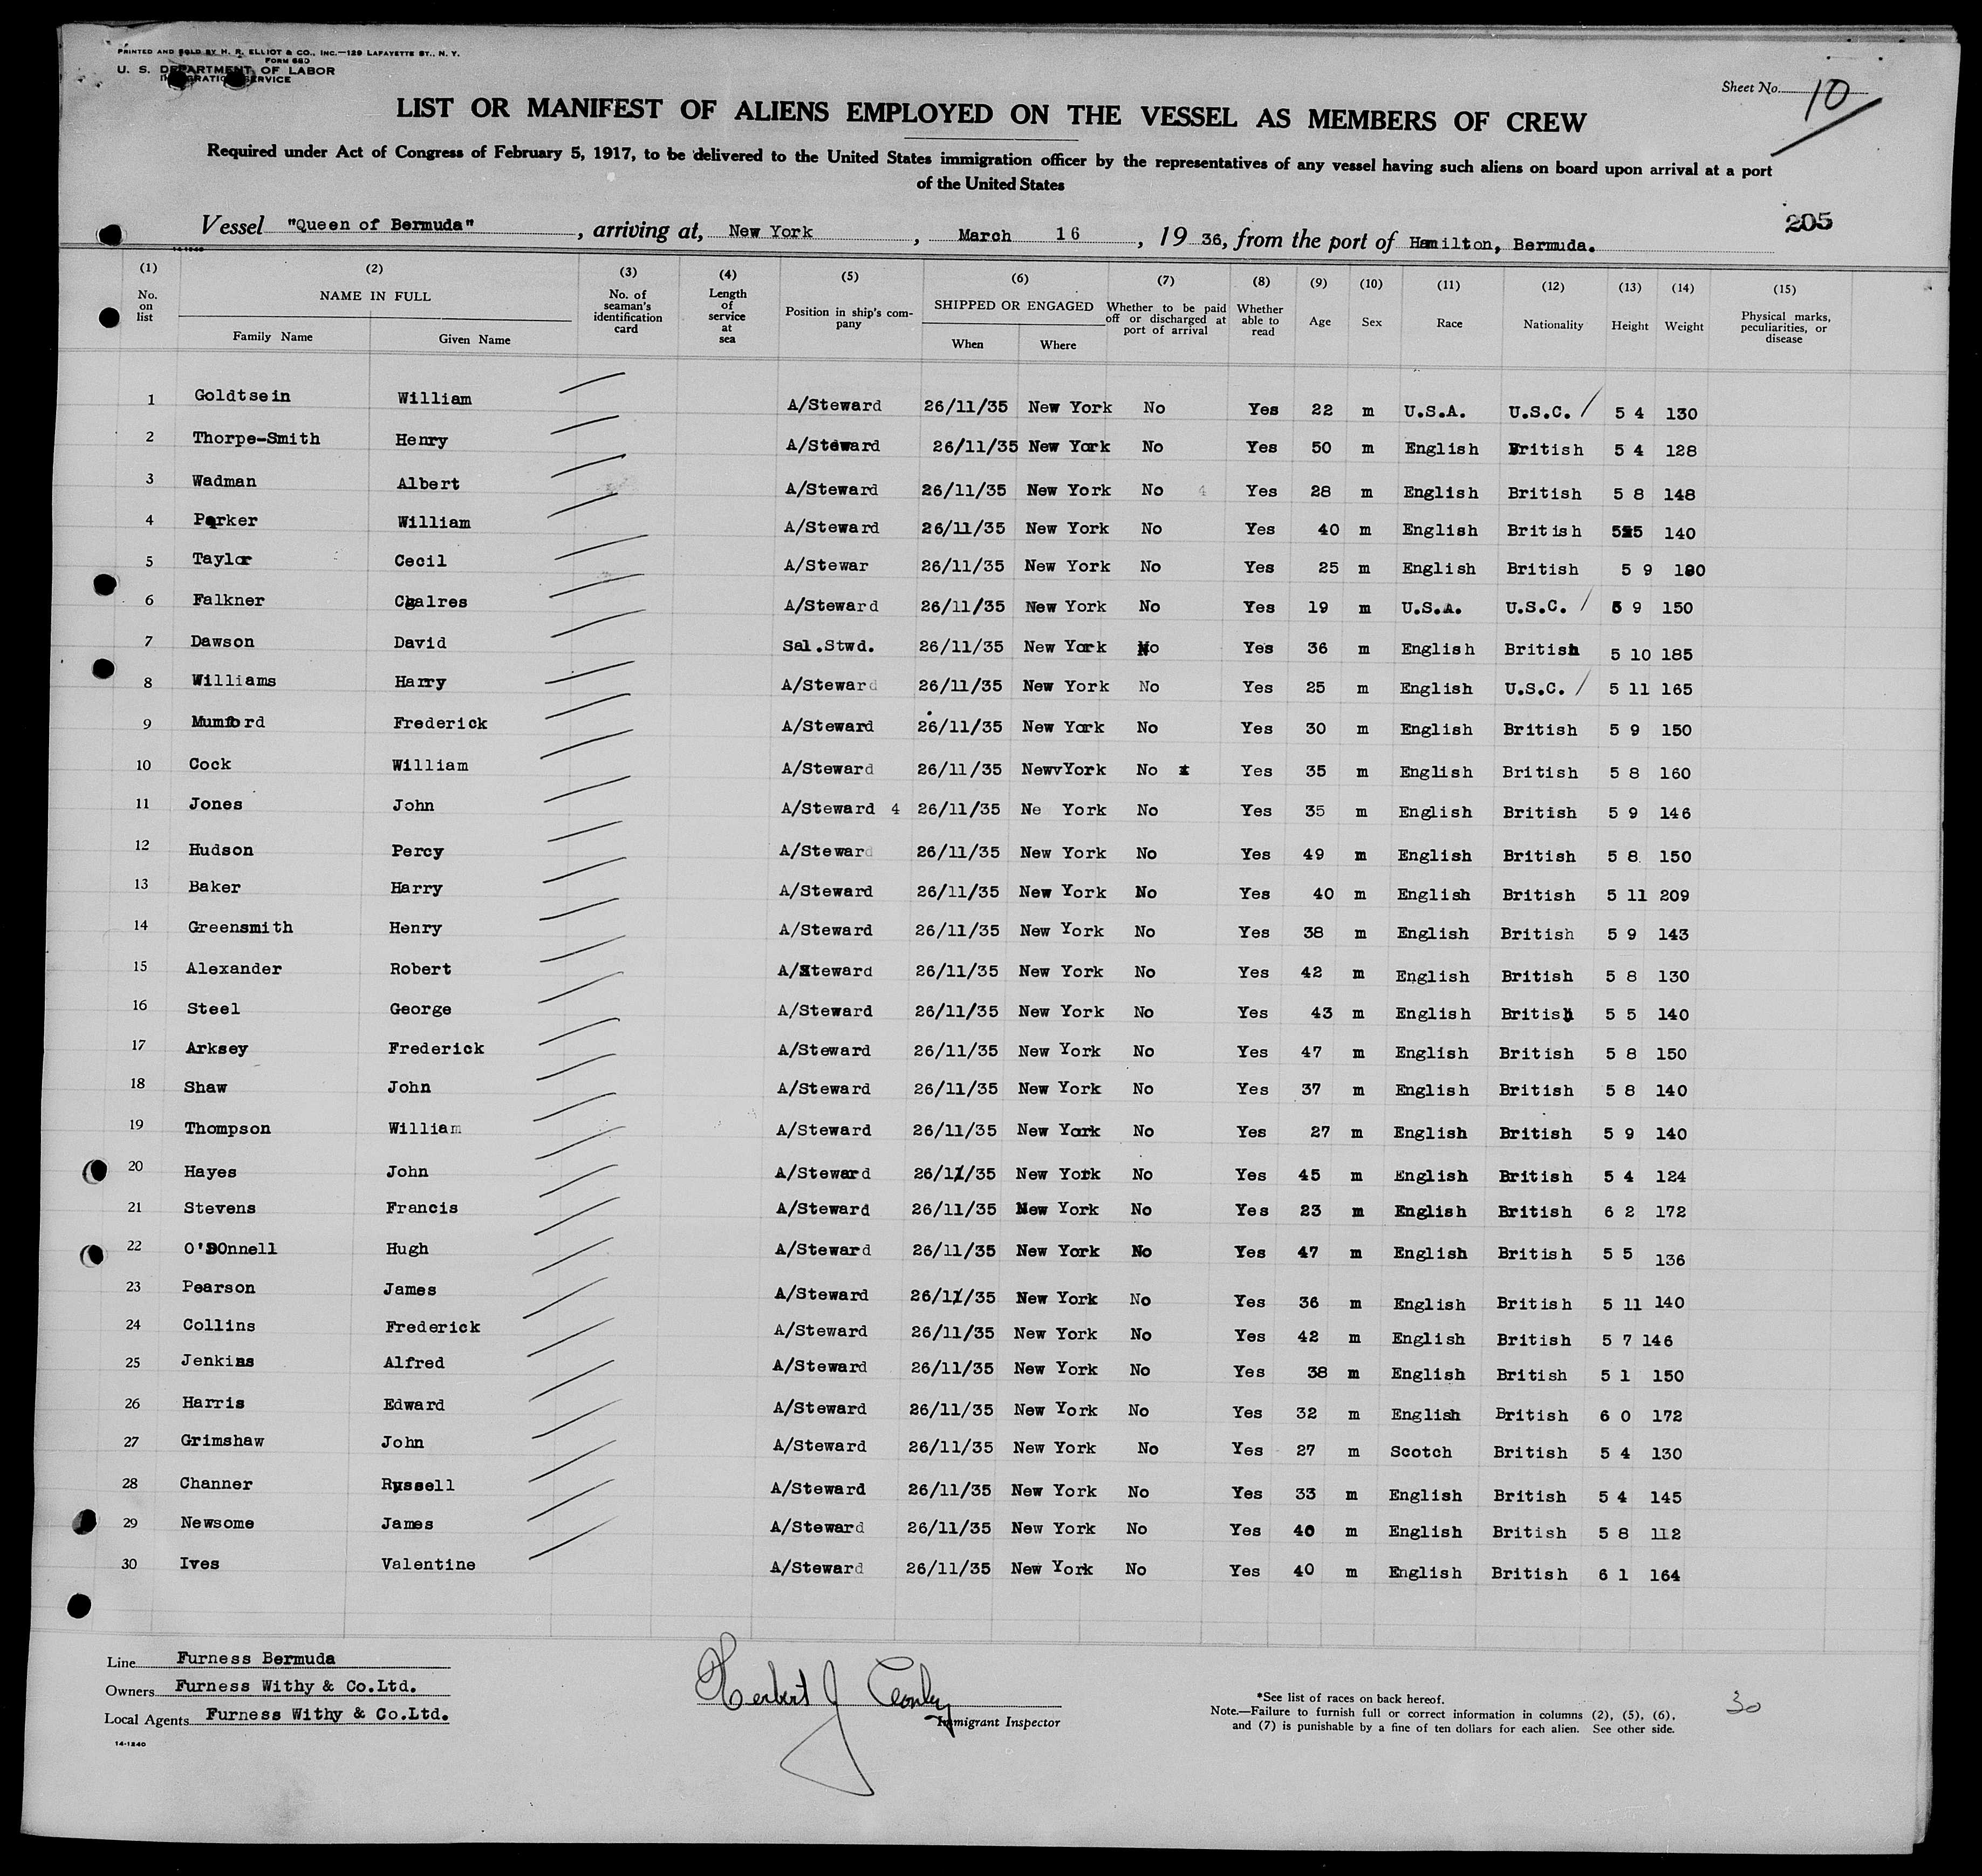 PRINTED AND SOLD BY H. R. ELLIOT & CO., INC.—129 LAFAYETTE ST., N. Y.
FORM 680
U. S. DEPARTMENT OF LABOR
IMMIGRATION SERVICE
Sheet No. 10
LIST OR MANIFEST OF ALIENS EMPLOYED ON THE VESSEL AS MEMBERS OF CREW
Required under Act of Congress of February 5, 1917, to be delivered to the United States immigration officer by the representatives of any vessel having such aliens on board upon arrival at a port
of the United States
205
Vessel "Queen of Bermuda", arriving at, New York, March 16, 19 36, from the port of Hamilton, Bermuda.
14-1240
(1) (2) (3) (4) (5) (6) (7) (8) (9) (10) (11) (12) (13) (14) (15)
No. on list NAME IN FULL Family Name Given Name No. of seaman's identification card Length of service at sea Position in ship's company SHIPPED OR ENGAGED When Where Whether to be paid off or discharged at port of arrival Whether able to read Age Sex Race Nationality Height Weight Physical marks, peculiarities, or disease
1 Goldtsein William A/Steward 26/11/35 New York No Yes 22 m U.S.A. U.S.C. / 5 4 130
2 Thorpe-Smith Henry A/Steward 26/11/35 New York No Yes 50 m English British 5 4 128
3 Wadman Albert A/Steward 26/11/35 New York No 4 Yes 28 m English British 5 8 148
4 Parker William A/Steward 26/11/35 New York No Yes 40 m English British 5 5 140
5 Taylor Cecil A/Stewar 26/11/35 New York No Yes 25 m English British 5 9 180
6 Falkner Chalres A/Steward 26/11/35 New York No Yes 19 m U.S.A. U.S.C. / 5 9 150
7 Dawson David Sal.Stwd. 26/11/35 New York No Yes 36 m English British 5 10 185
8 Williams Harry A/Steward 26/11/35 New York No Yes 25 m English U.S.C. / 5 11 165
9 Mumford Frederick A/Steward 26/11/35 New York No Yes 30 m English British 5 9 150
10 Cock William A/Steward 26/11/35 NewvYork No Yes 35 m English British 5 8 160
11 Jones John A/Steward 4 26/11/35 Ne York No Yes 35 m English British 5 9 146
12 Hudson Percy A/Steward 26/11/35 New York No Yes 49 m English British 5 8 150
13 Baker Harry A/Steward 26/11/35 New York No Yes 40 m English British 5 11 209
14 Greensmith Henry A/Steward 26/11/35 New York No Yes 38 m English British 5 9 143
15 Alexander Robert A/Steward 26/11/35 New York No Yes 42 m English British 5 8 130
16 Steel George A/Steward 26/11/35 New York No Yes 43 m English British 5 5 140
17 Arksey Frederick A/Steward 26/11/35 New York No Yes 47 m English British 5 8 150
18 Shaw John A/Steward 26/11/35 New York No Yes 37 m English British 5 8 140
19 Thompson William A/Steward 26/11/35 New York No Yes 27 m English British 5 9 140
20 Hayes John A/Steward 26/11/35 New York No Yes 45 m English British 5 4 124
21 Stevens Francis A/Steward 26/11/35 New York No Yes 23 m English British 6 2 172
22 O'DOnnell Hugh A/Steward 26/11/35 New York No Yes 47 m English British 5 5 136
23 Pearson James A/Steward 26/11/35 New York No Yes 36 m English British 5 11 140
24 Collins Frederick A/Steward 26/11/35 New York No Yes 42 m English British 5 7 146
25 Jenkins Alfred A/Steward 26/11/35 New York No Yes 38 m English British 5 1 150
26 Harris Edward A/Steward 26/11/35 New York No Yes 32 m English British 6 0 172
27 Grimshaw John A/Steward 26/11/35 New York No Yes 27 m Scotch British 5 4 130
28 Channer Russell A/Steward 26/11/35 New York No Yes 33 m English British 5 4 145
29 Newsome James A/Steward 26/11/35 New York No Yes 40 m English British 5 8 112
30 Ives Valentine A/Steward 26/11/35 New York No Yes 40 m English British 6 1 164
Line Furness Bermuda
Owners Furness Withy & Co.Ltd.
Local Agents Furness Withy & Co.Ltd.
14-1240
Herbert J
Immigrant Inspector
*See list of races on back hereof.
Note.—Failure to furnish full or correct information in columns (2), (5), (6),
and (7) is punishable by a fine of ten dollars for each alien. See other side.
30